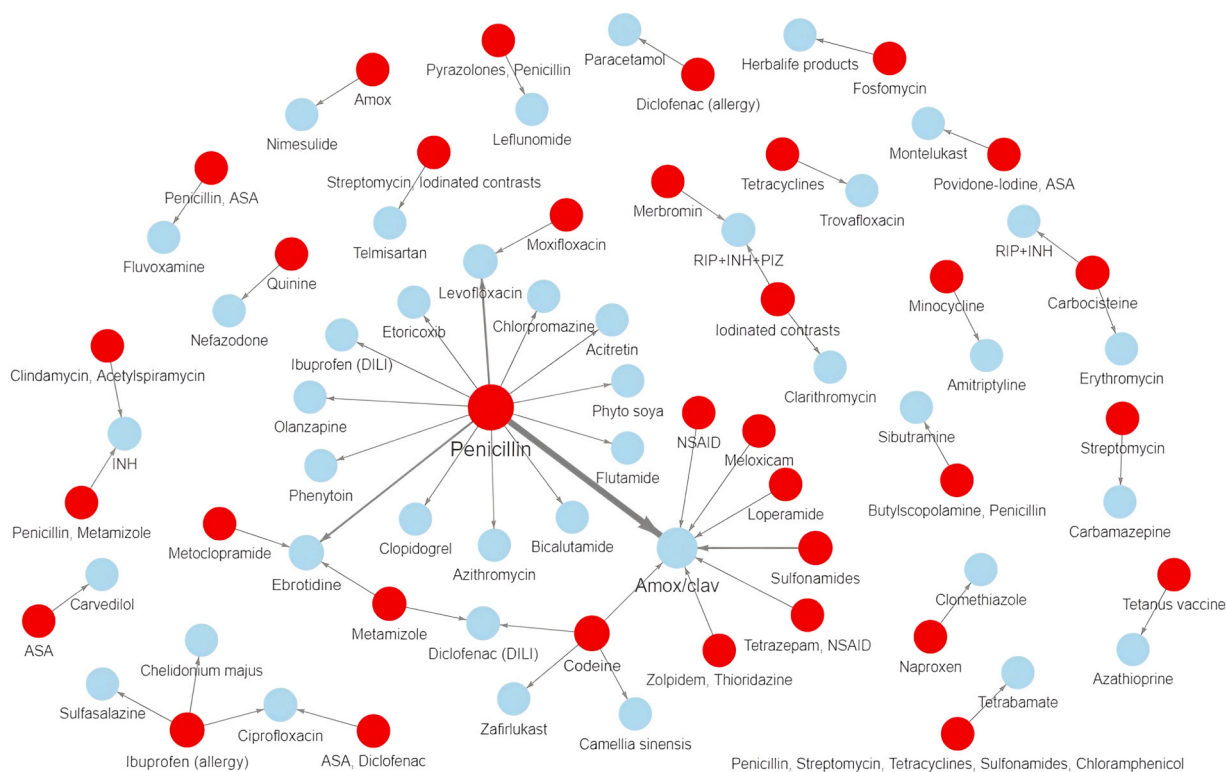 Paracetamol
Herbalife products
Pyrazolones, Penicillin
Diclofenac (allergy)
Fosfomycin
Amox
Nimesulide
Leflunomide
Montelukast
Penicillin, ASA
Streptomycin, Iodinated contrasts
Tetracyclines
Povidone-Iodine, ASA
Merbromin
Trovafloxacin
Fluvoxamine
Telmisartan
Moxifloxacin
RIP+INH+PIZ
RIP+INH
Quinine
Levofloxacin
Minocycline
Carbocisteine
Nefazodone
Etoricoxib
Chlorpromazine
Iodinated contrasts
Acitretin
Ibuprofen (DILI)
Clindamycin, Acetylspiramycin
Clarithromycin
Amitriptyline
Erythromycin
Olanzapine
Phyto soya
Penicillin
NSAID
Sibutramine
Streptomycin
INH
Meloxicam
Flutamide
Phenytoin
Butylscopolamine, Penicillin
Loperamide
Penicillin, Metamizole
Carbamazepine
Metoclopramide
Clopidogrel
Bicalutamide
Azithromycin
Ebrotidine
Amox/clav
Sulfonamides
Carvedilol
Clomethiazole
Tetanus vaccine
Metamizole
ASA
Diclofenac (DILI)
Codeine
Tetrazepam, NSAID
Naproxen
Chelidonium majus
Zolpidem, Thioridazine
Azathioprine
Sulfasalazine
Zafirlukast
Tetrabamate
Ciprofloxacin
Camellia sinensis
Ibuprofen (allergy)
ASA, Diclofenac
Penicillin, Streptomycin, Tetracyclines, Sulfonamides, Chloramphenicol